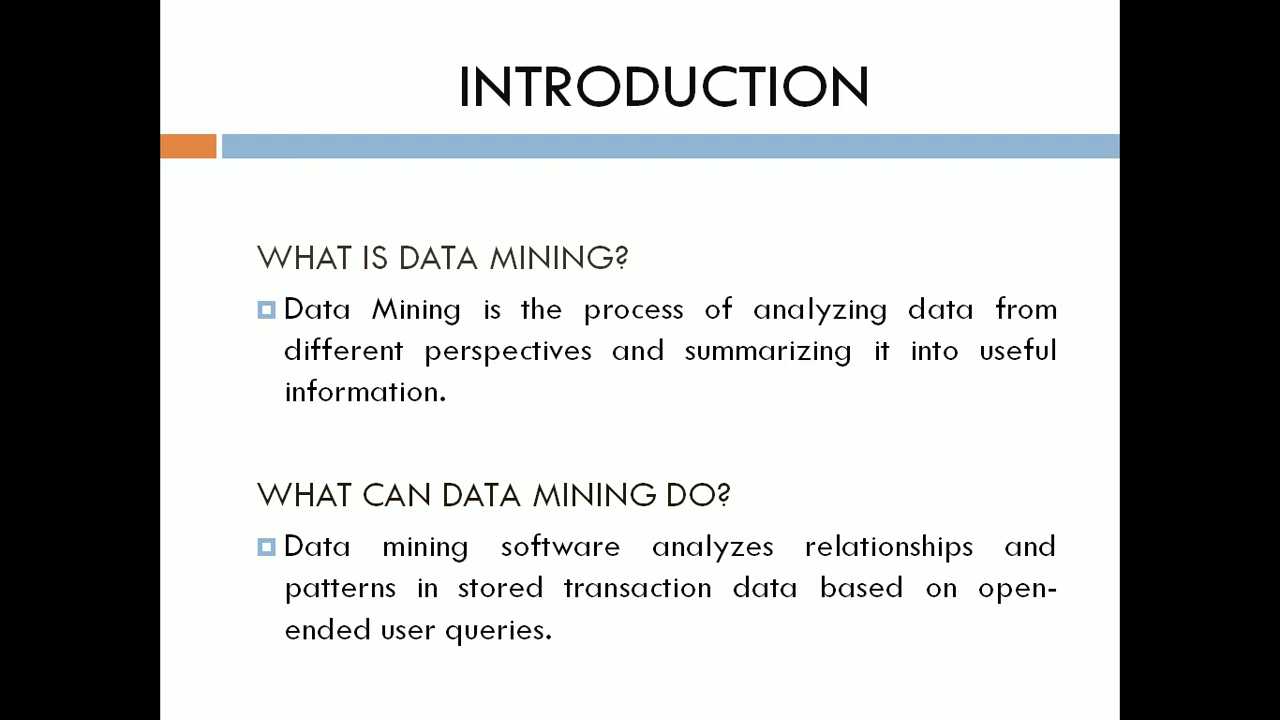 INTRODUCTION
WHAT IS DATA MINING?
Data Mining is the process of analyzing data from
different perspectives and summarizing it into useful
information.
WHAT CAN DATA MINING DO?
Data mining software analyzes relationships and
patterns in stored transaction data based on open-
ended user queries.